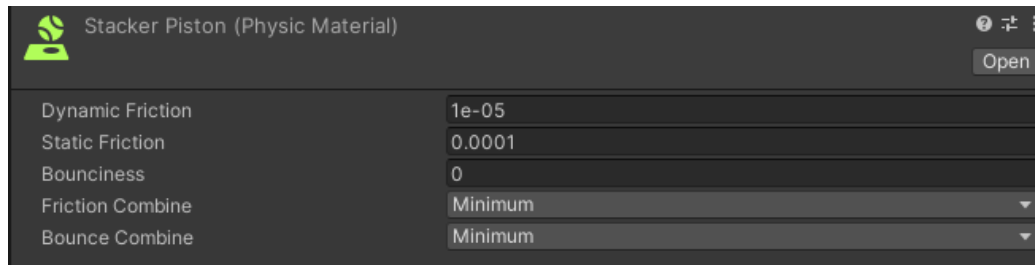 Stacker Piston (Physic Material)
Open
Dynamic Friction 1e-05
Static Friction 0.0001
Bounciness 0
Friction Combine Minimum
Bounce Combine Minimum